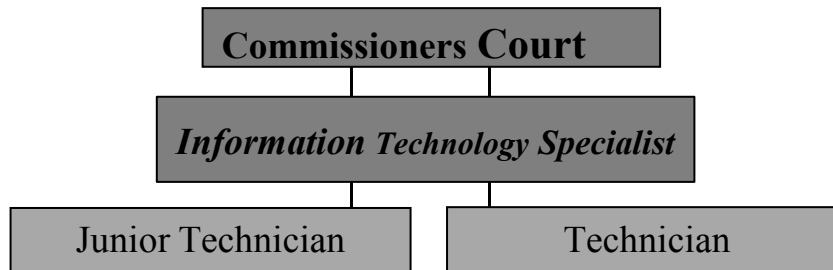 Commissioners Court
Information Technology Specialist
Junior Technician
Technician